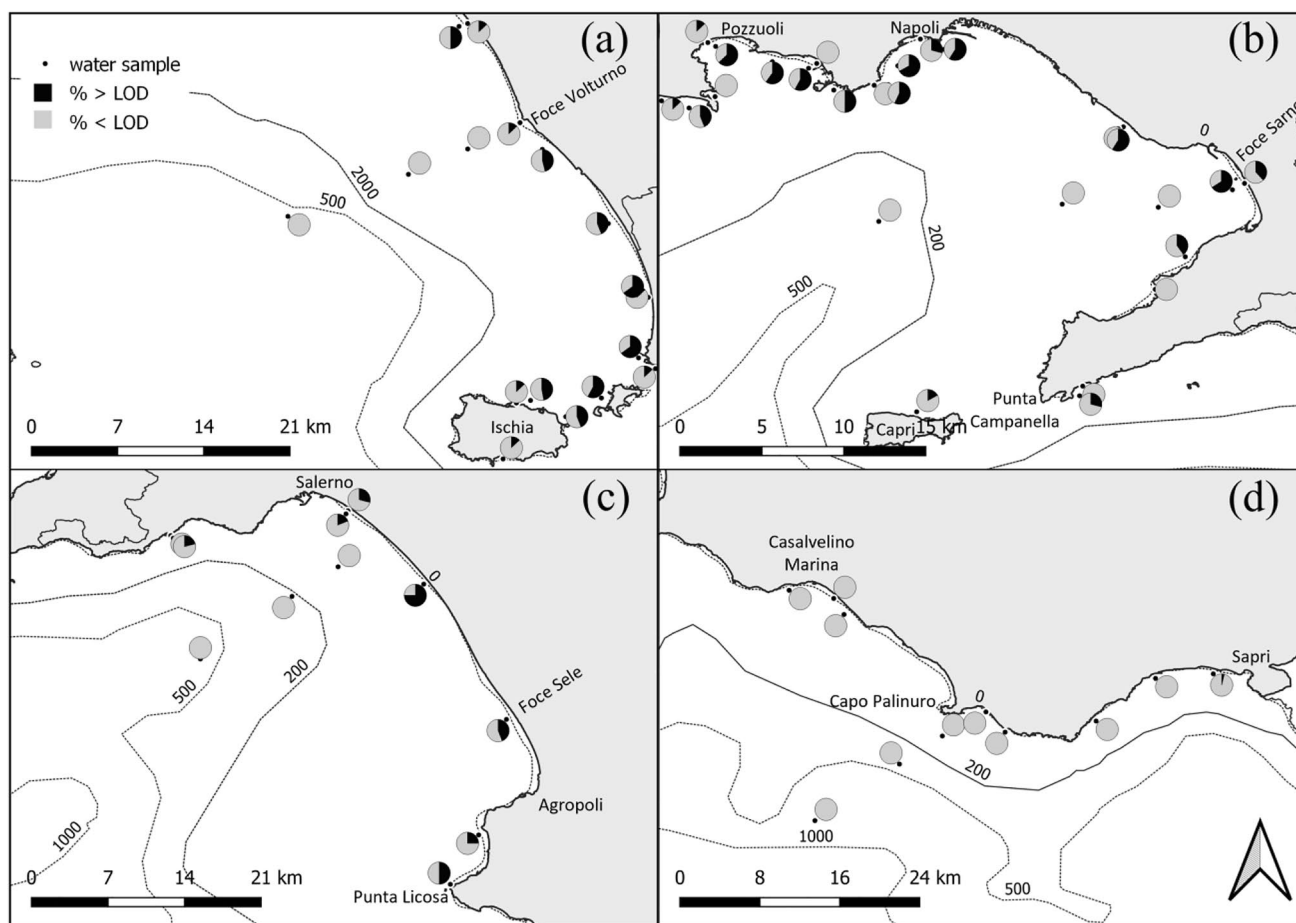 (a)
water sample
% > LOD
% < LOD
Foce Volturno
2000
500
0
Ischia
0 7 14 21 km
(b)
Pozzuoli
Napoli
0
Foce Sarno
200
500
Punta
Campanella
Capri
0 5 10 15 km
(c)
Salerno
0
200
500
Foce Sele
1000
Agropoli
Punta Licosa
0 7 14 21 km
(d)
Casalvelino
Marina
Sapri
Capo Palinuro
0
200
1000
500
0 8 16 24 km